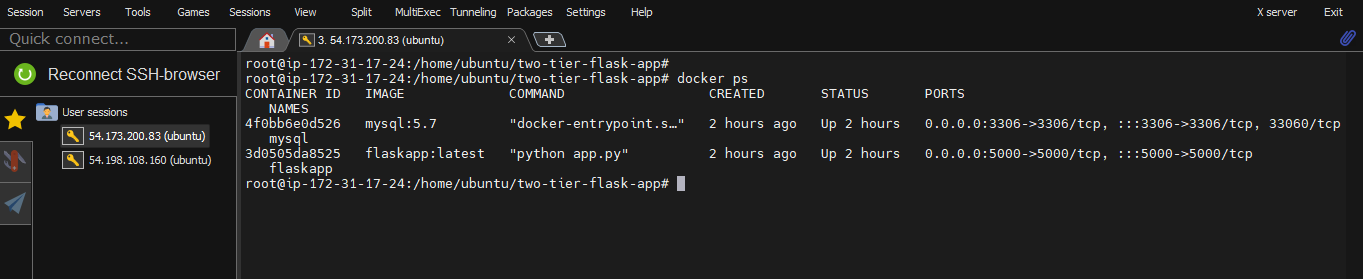 Session Servers Tools Games Sessions View Split MultiExec Tunneling Packages Settings Help X server Exit
Quick connect...
3. 54.173.200.83 (ubuntu)
Reconnect SSH-browser
User sessions
54.173.200.83 (ubuntu)
54.198.108.160 (ubuntu)
root@ip-172-31-17-24:/home/ubuntu/two-tier-flask-app#
root@ip-172-31-17-24:/home/ubuntu/two-tier-flask-app# docker ps
CONTAINER ID IMAGE COMMAND CREATED STATUS PORTS
NAMES
4f0bb6e0d526 mysql:5.7 "docker-entrypoint.s…" 2 hours ago Up 2 hours 0.0.0.0:3306->3306/tcp, :::3306->3306/tcp, 33060/tcp
mysql
3d0505da8525 flaskapp:latest "python app.py" 2 hours ago Up 2 hours 0.0.0.0:5000->5000/tcp, :::5000->5000/tcp
flaskapp
root@ip-172-31-17-24:/home/ubuntu/two-tier-flask-app#